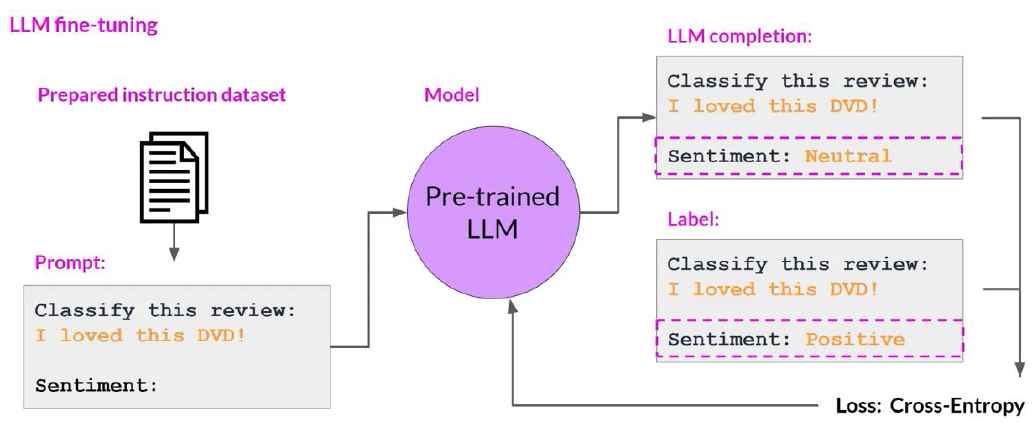 LLM fine-tuning
Prepared instruction dataset
Prompt:
Classify this review:
I loved this DVD!
Sentiment:
Model
Pre-trained
LLM
LLM completion:
Classify this review:
I loved this DVD!
Sentiment: Neutral
Label:
Classify this review:
I loved this DVD!
Sentiment: Positive
Loss: Cross-Entropy